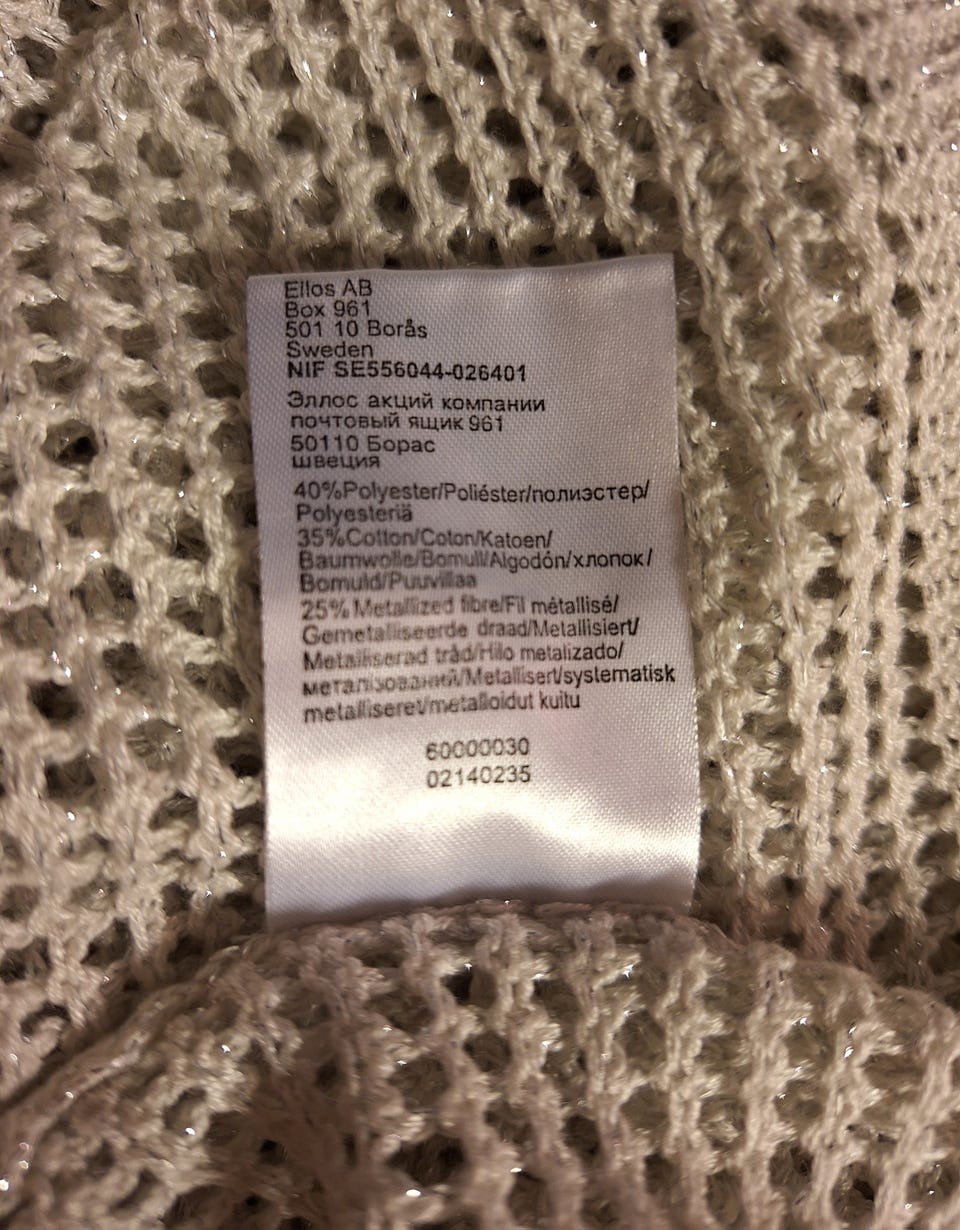 Ellos AB
Box 961
501 10 Borås
Sweden
NIF SE556044-026401
Эллос акций компании
почтовый ящик 961
50110 Борас
швеция
40%Polyester/Poliéster/полиэстер/
Polyesteriä
35%Cotton/Coton/Katoen/
Baumwolle/Bomull/Algodón/хлопок/
Bomuld/Puuvillaa
25% Metallized fibre/Fil métallisé/
Gemetalliseerde draad/Metallisiert/
Metalliserad tråd/Hilo metalizado/
металізований/Metallisert/systematisk
metalliseret/metalloidut kuitu
60000030
02140235